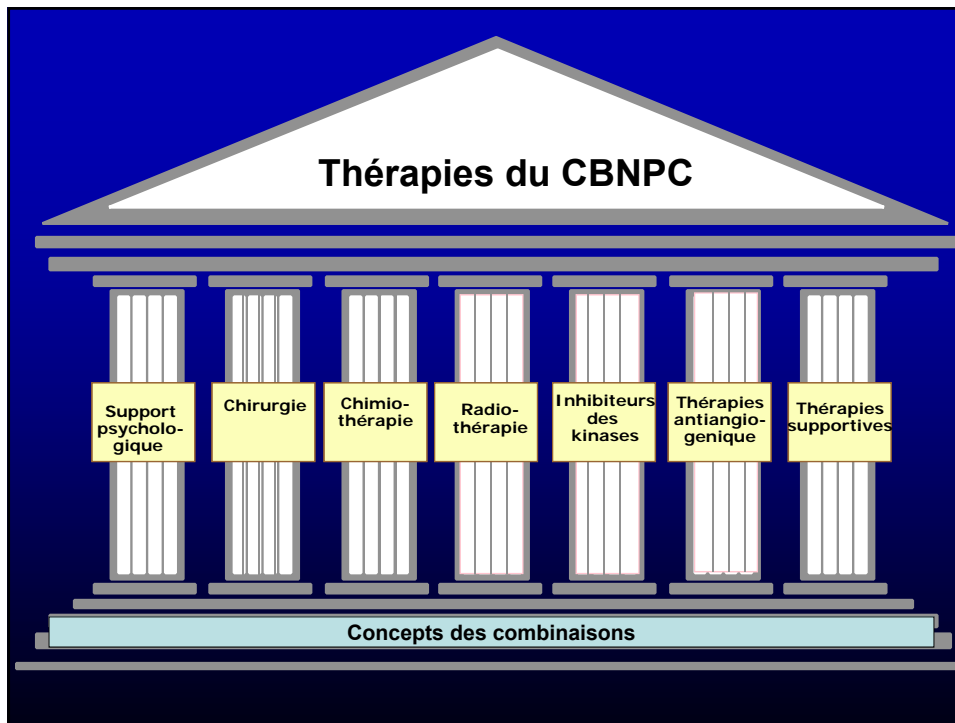 Thérapies du CBNPC
Support
psycholo-
gique
Chirurgie
Chimio-
thérapie
Radio-
thérapie
Inhibiteurs
des
kinases
Thérapies
antiangio-
genique
Thérapies
supportives
Concepts des combinaisons